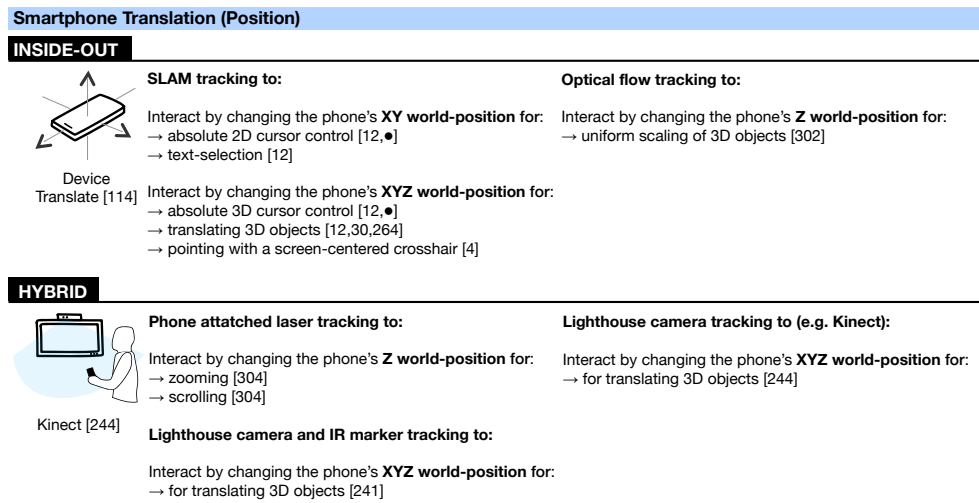 Smartphone Translation (Position)
INSIDE-OUT
Device
Translate [114]
SLAM tracking to:
Interact by changing the phone's XY world-position for:
→ absolute 2D cursor control [12,●]
→ text-selection [12]
Interact by changing the phone's XYZ world-position for:
→ absolute 3D cursor control [12,●]
→ translating 3D objects [12,30,264]
→ pointing with a screen-centered crosshair [4]
Optical flow tracking to:
Interact by changing the phone's Z world-position for:
→ uniform scaling of 3D objects [302]
HYBRID
Kinect [244]
Phone attatched laser tracking to:
Interact by changing the phone's Z world-position for:
→ zooming [304]
→ scrolling [304]
Lighthouse camera and IR marker tracking to:
Interact by changing the phone's XYZ world-position for:
→ for translating 3D objects [241]
Lighthouse camera tracking to (e.g. Kinect):
Interact by changing the phone's XYZ world-position for:
→ for translating 3D objects [244]